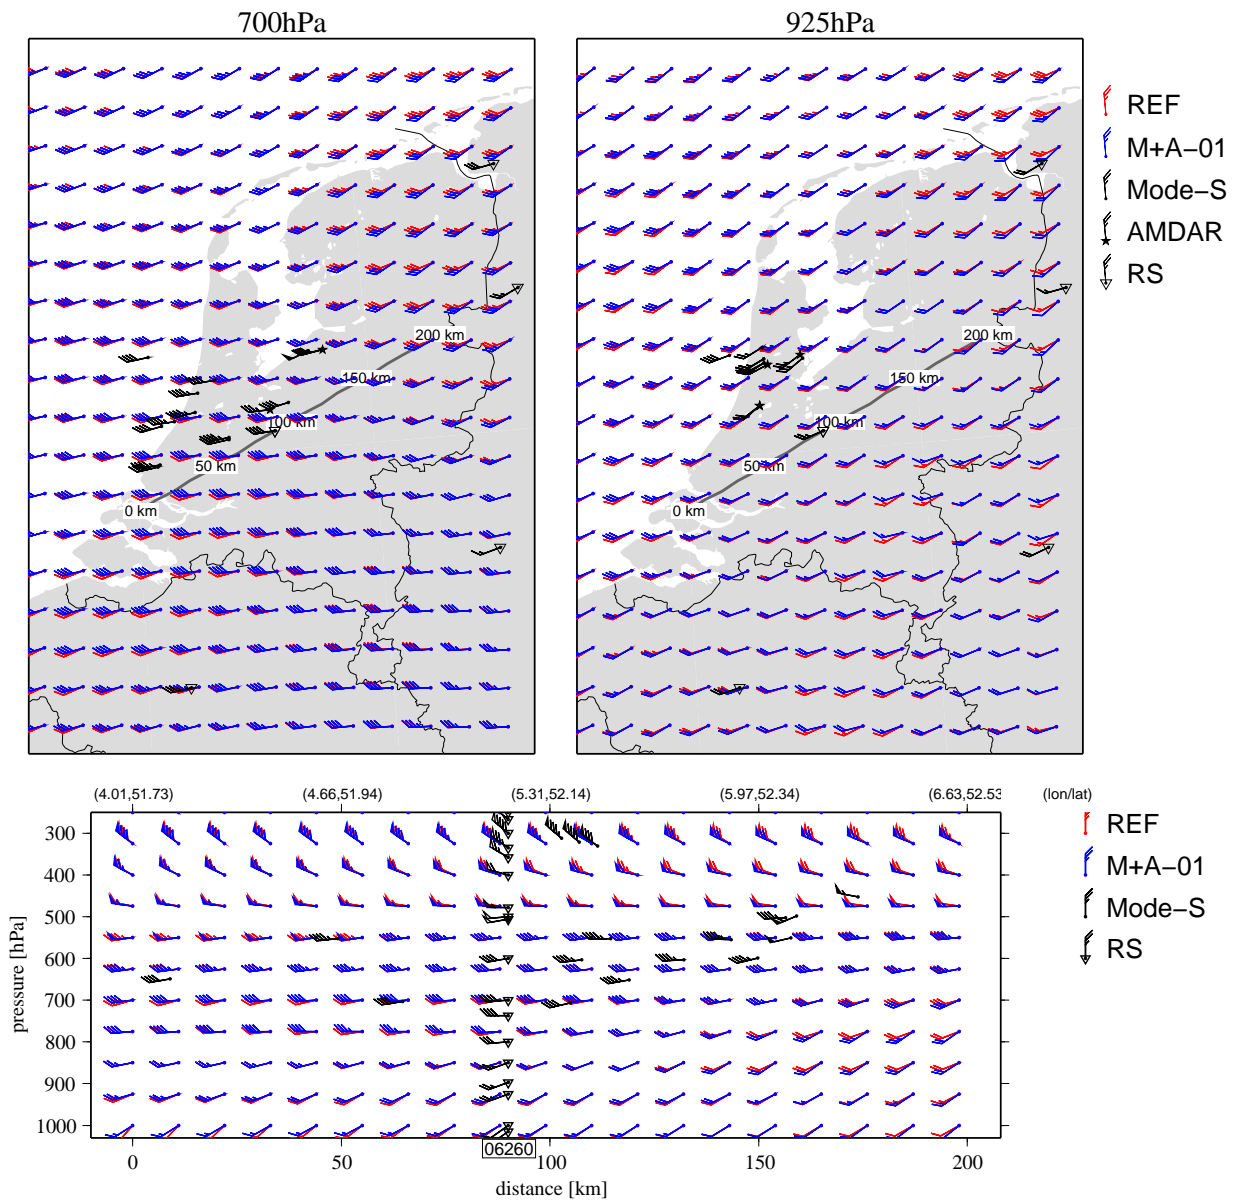 700hPa
925hPa
REF
M+A−01
Mode−S
AMDAR
RS
200 km
150 km
100 km
50 km
0 km
200 km
150 km
100 km
50 km
0 km
(4.01,51.73)
(4.66,51.94)
(5.31,52.14)
(5.97,52.34)
(6.63,52.53
(lon/lat)
REF
M+A−01
Mode−S
RS
pressure [hPa]
300
400
500
600
700
800
900
1000
06260
0
50
100
150
200
distance [km]